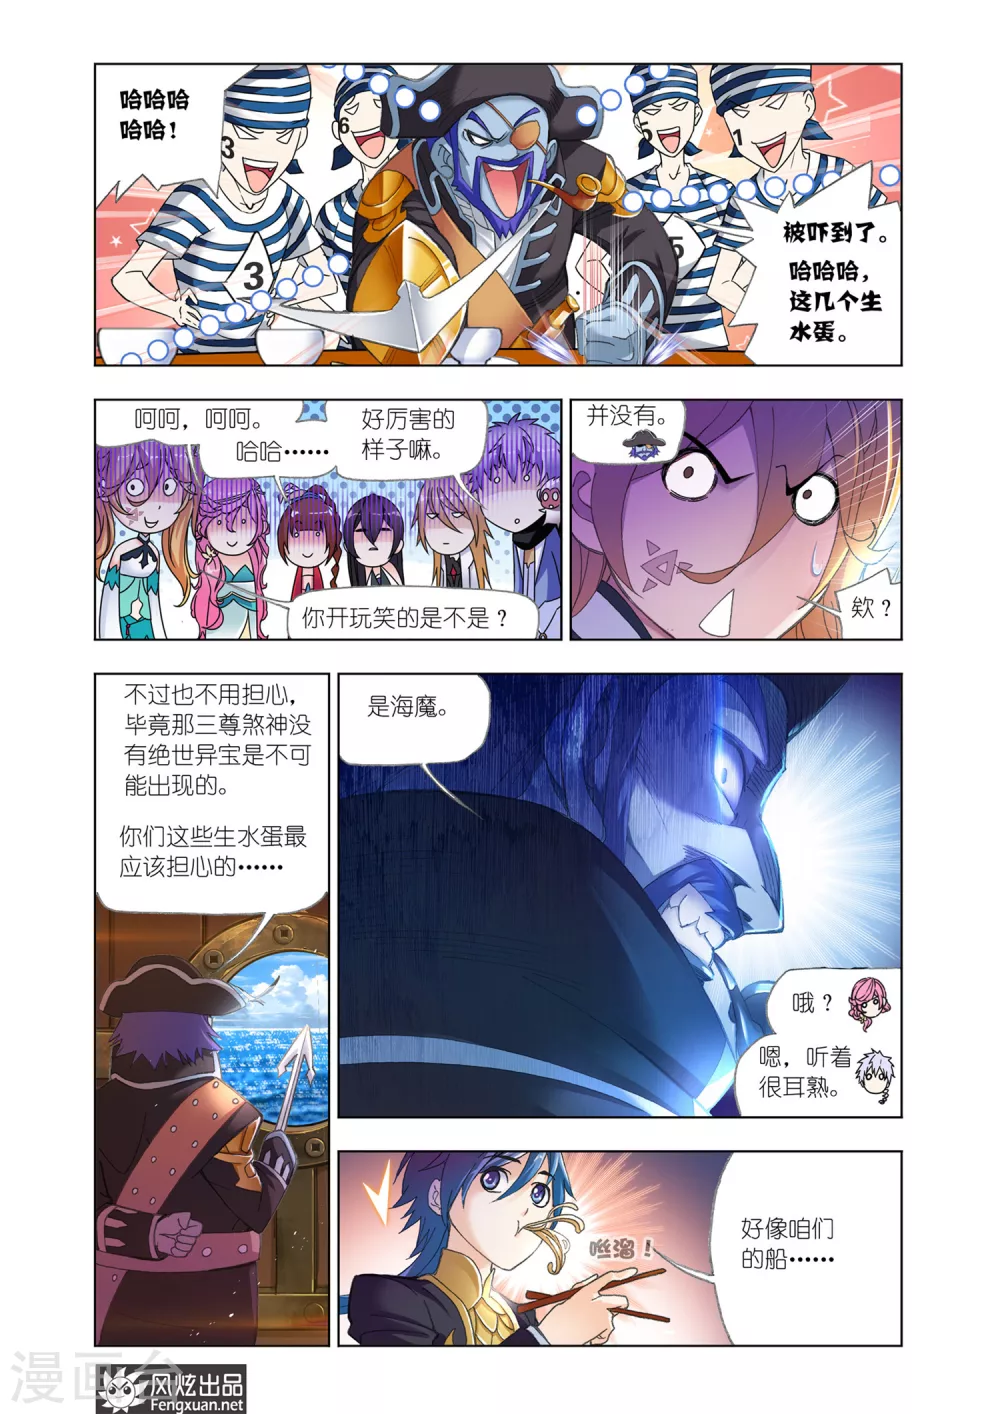 哈哈哈
哈哈！
3
6
5
1
3
5
被吓到了。
哈哈哈，
这几个生
水蛋。
呵呵，呵呵。
哈哈……
好厉害的
样子嘛。
你开玩笑的是不是？
并没有。
欸？
不过也不用担心，
毕竟那三尊煞神没
有绝世异宝是不可
能出现的。
你们这些生水蛋最
应该担心的……
是海魔。
哦？
嗯，听着
很耳熟。
咝溜！
好像咱们
的船……
漫画台
风炫出品
Fengxuan.net